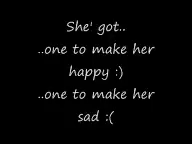 She' got..
..one to make her
happy :)
..one to make her
sad :(